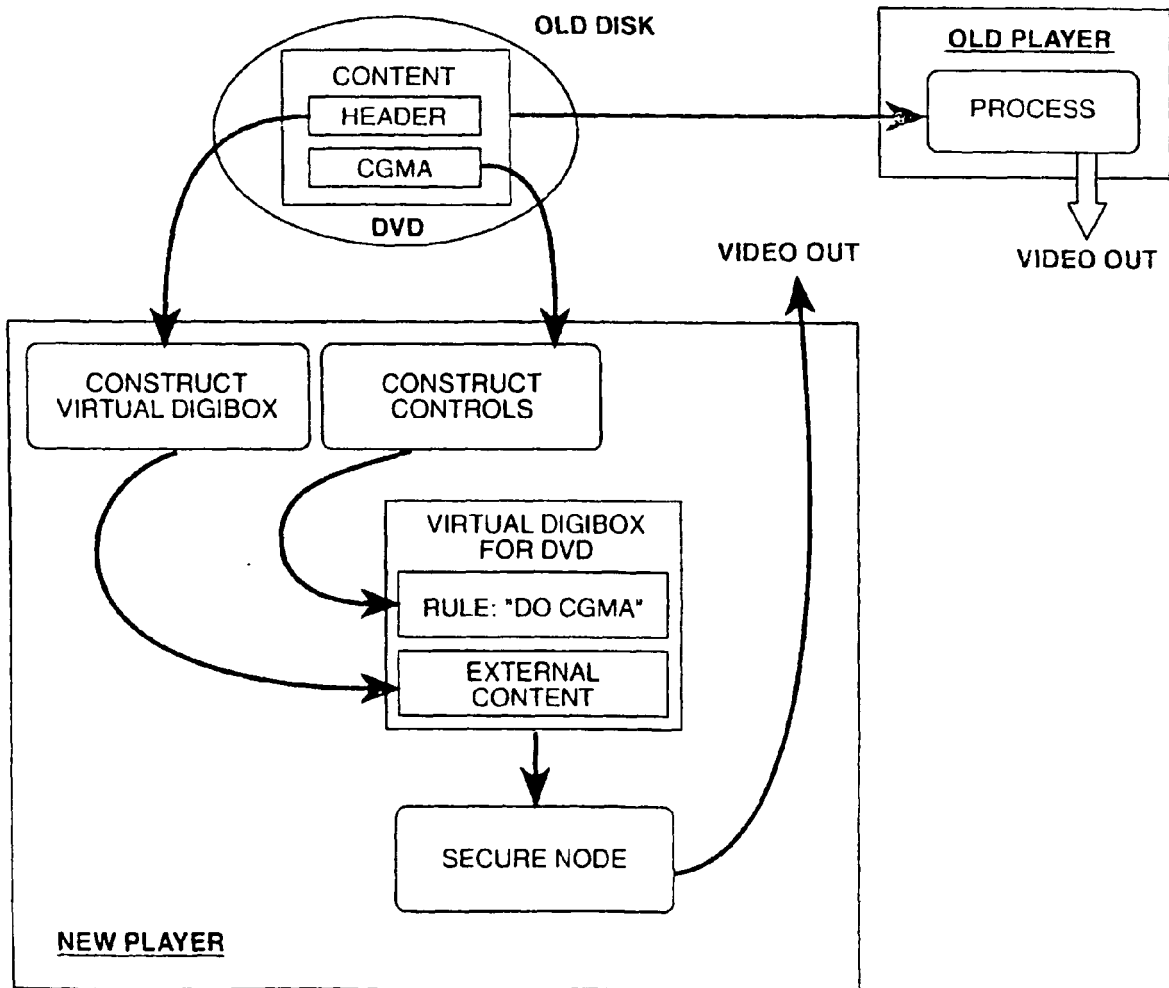 OLD DISK
CONTENT
HEADER
CGMA
DVD
OLD PLAYER
PROCESS
VIDEO OUT
VIDEO OUT
CONSTRUCT
VIRTUAL DIGIBOX
CONSTRUCT
CONTROLS
VIRTUAL DIGIBOX
FOR DVD
RULE: "DO CGMA"
EXTERNAL
CONTENT
SECURE NODE
NEW PLAYER